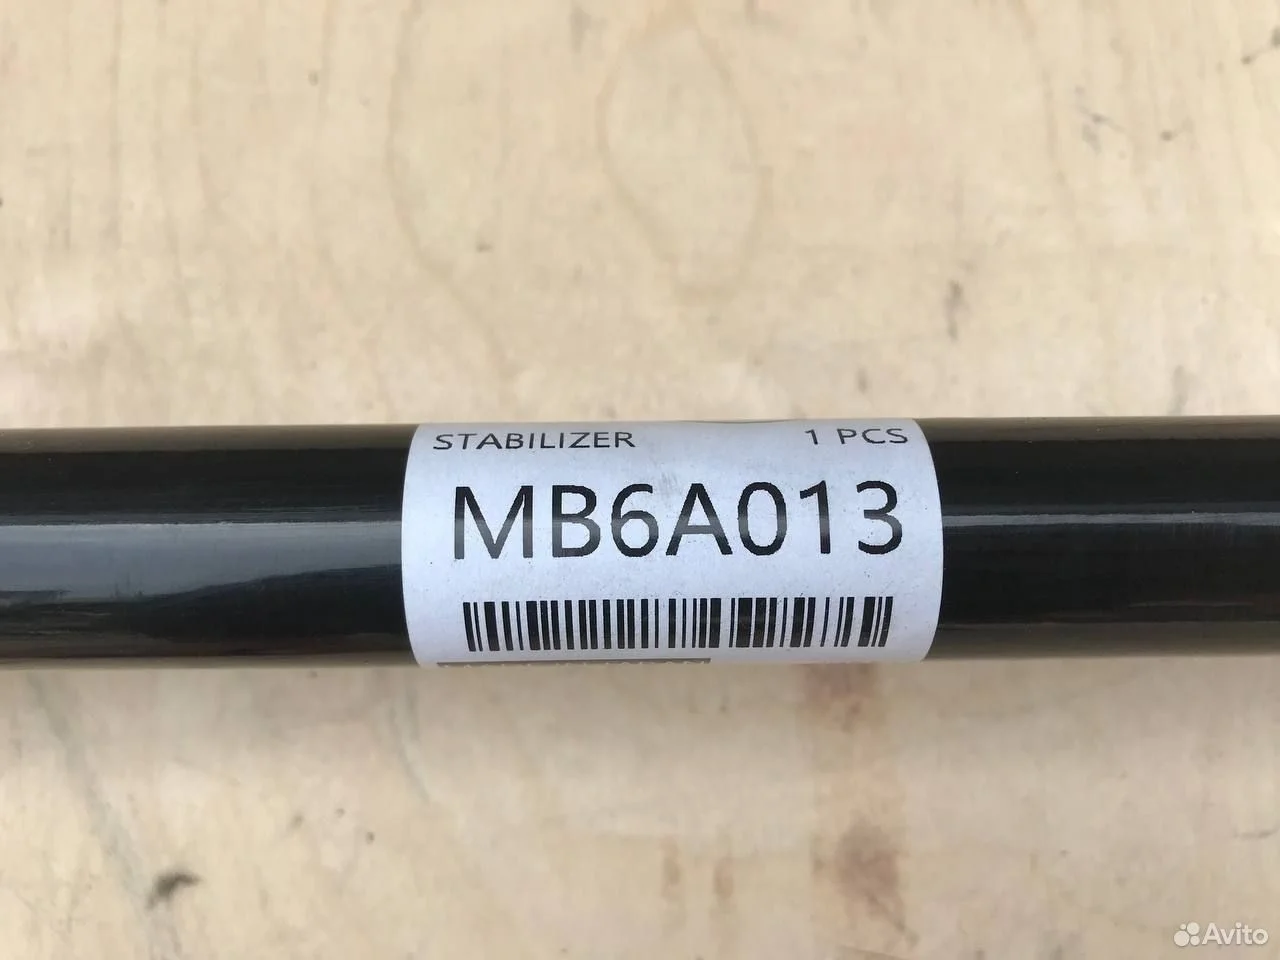 STABILIZER 1 PCS
MB6A013
Avito